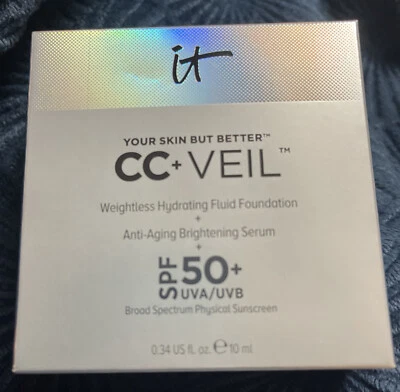 it
YOUR SKIN BUT BETTER™
CC+ VEIL™
Weightless Hydrating Fluid Foundation
+
Anti-Aging Brightening Serum
+
SPF 50+
UVA/UVB
Broad Spectrum Physical Sunscreen
0.34 US fl. oz. ℮ 10 ml